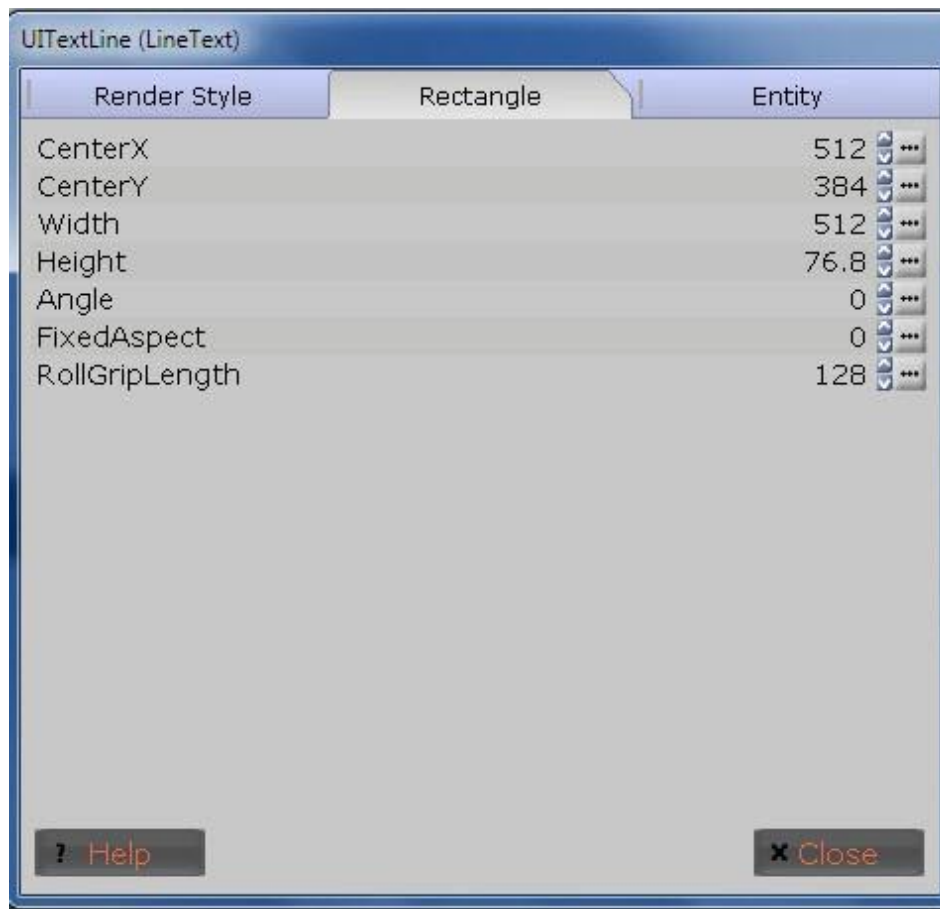 UITextLine (LineText)
Render Style Rectangle Entity
CenterX 512
CenterY 384
Width 512
Height 76.8
Angle 0
FixedAspect 0
RollGripLength 128
? Help × Close